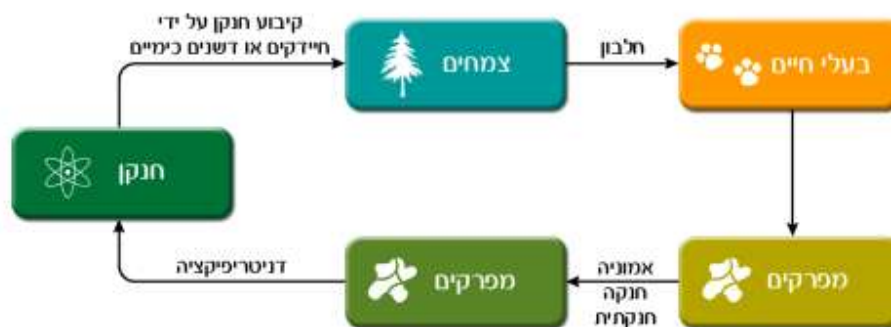 קיבוע חנקן על ידי
חיידקים או דשנים כימיים
צמחים
חלבון
בעלי חיים
חנקן
דניטריפיקציה
מפרקים
אמוניה
חנקה
חנקתית
מפרקים